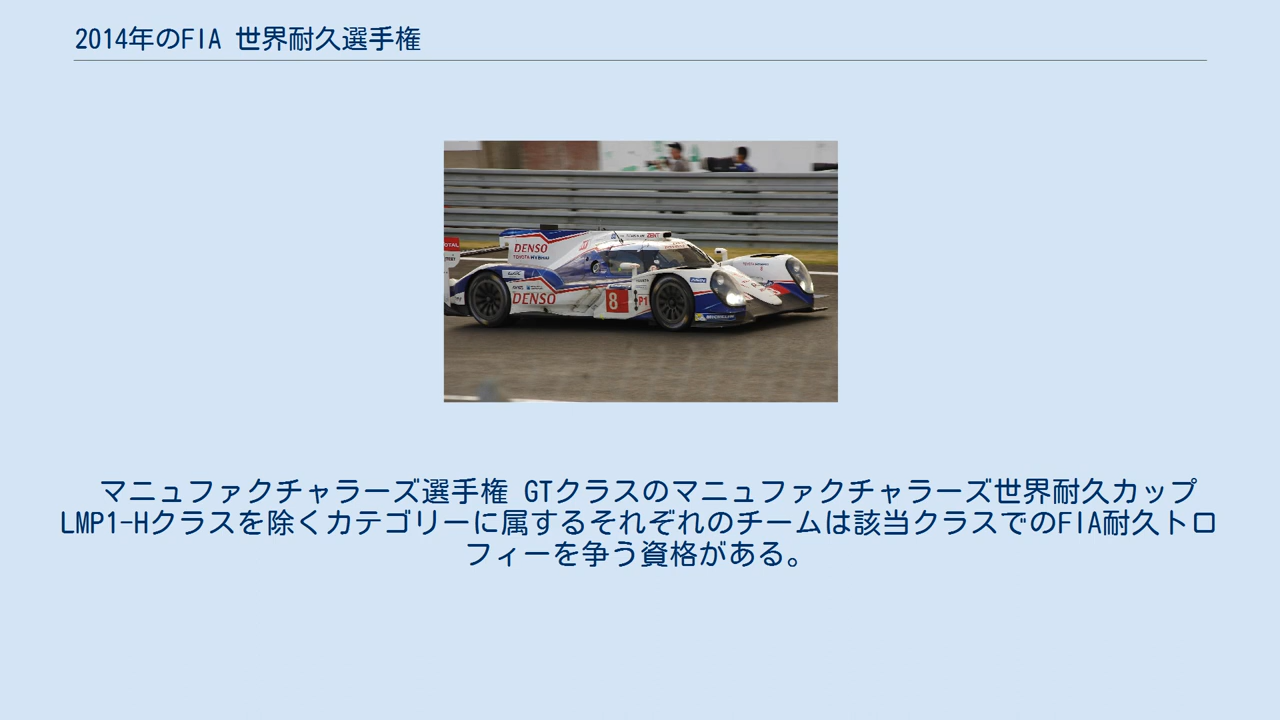 2014年のFIA 世界耐久選手権
DENSO
DENSO
8
P1
マニュファクチャラーズ選手権 GTクラスのマニュファクチャラーズ世界耐久カップ
LMP1-Hクラスを除くカテゴリーに属するそれぞれのチームは該当クラスでのFIA耐久トロ
フィーを争う資格がある。